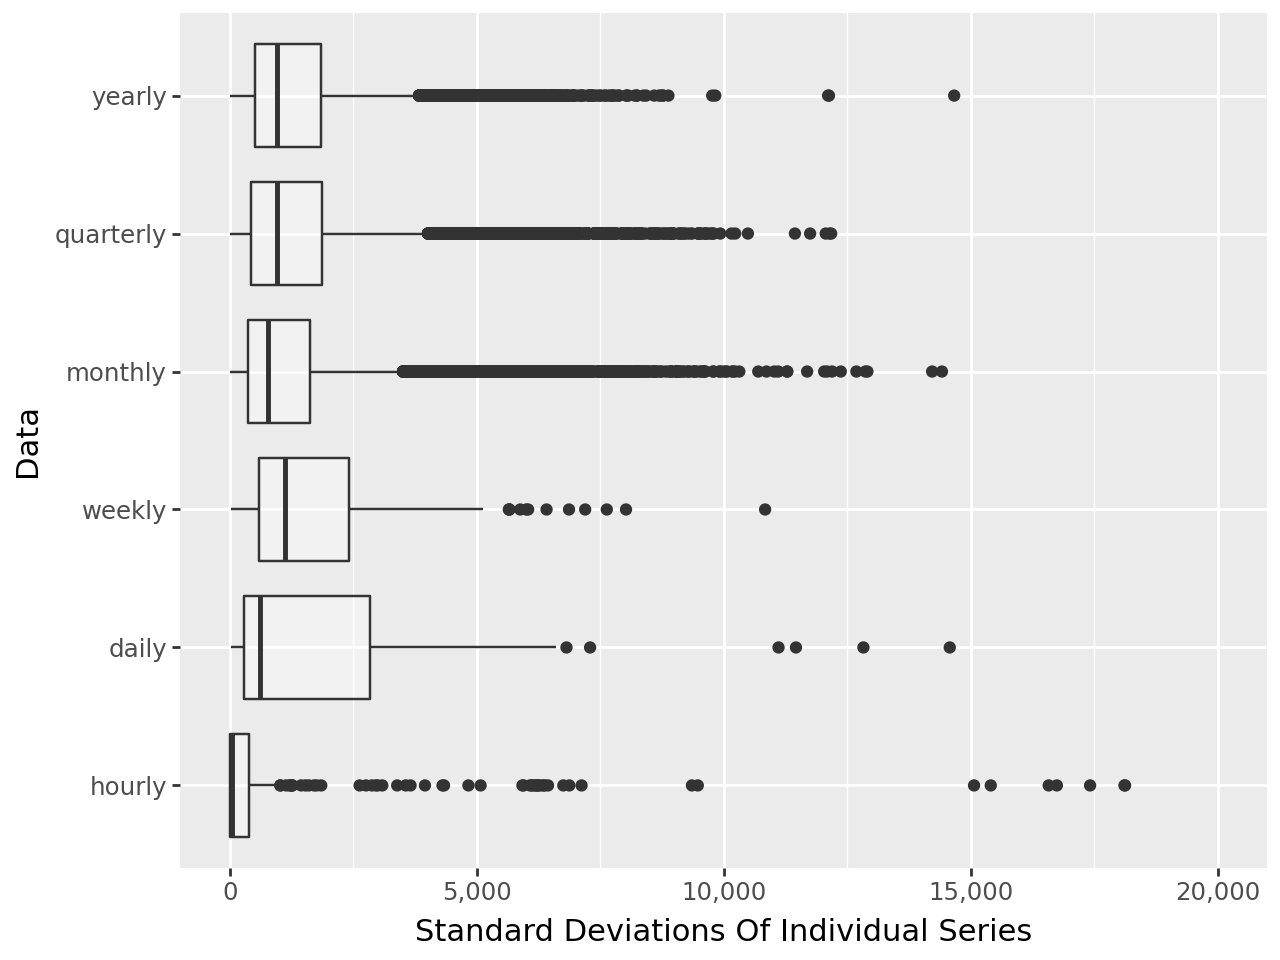 yearly
quarterly
monthly
weekly
daily
hourly
Data
0 5,000 10,000 15,000 20,000
Standard Deviations Of Individual Series